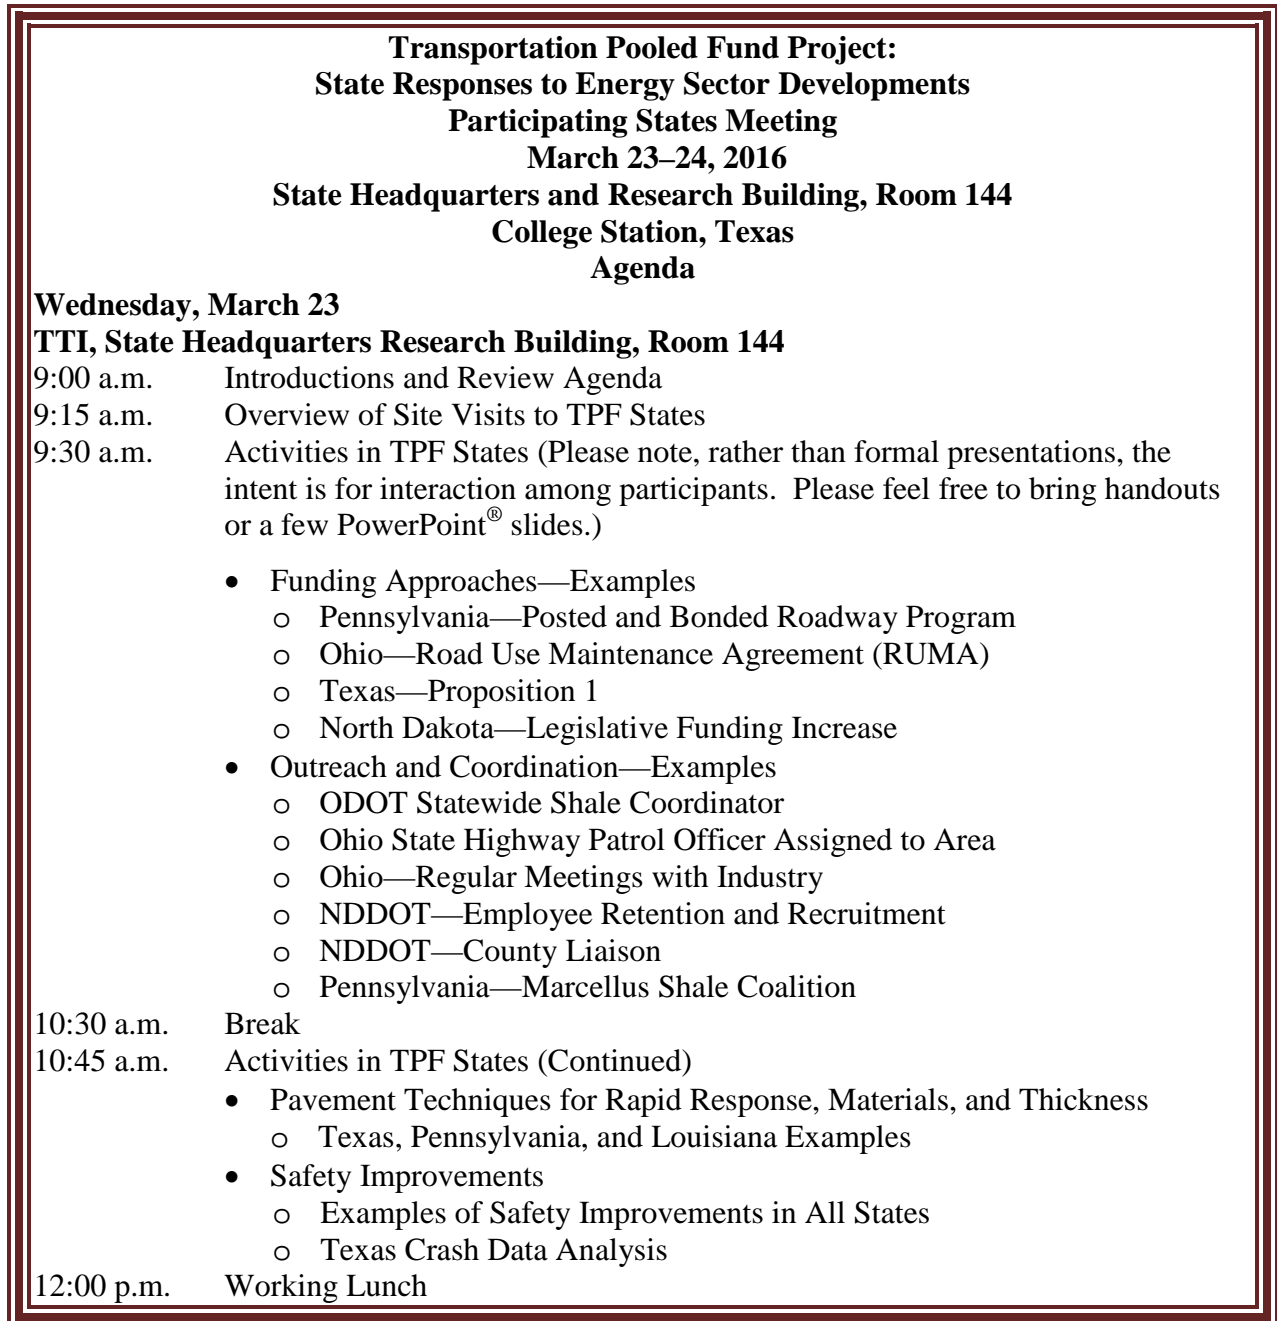 Transportation Pooled Fund Project:
State Responses to Energy Sector Developments
Participating States Meeting
March 23–24, 2016
State Headquarters and Research Building, Room 144
College Station, Texas
Agenda
Wednesday, March 23
TTI, State Headquarters Research Building, Room 144
9:00 a.m. Introductions and Review Agenda
9:15 a.m. Overview of Site Visits to TPF States
9:30 a.m. Activities in TPF States (Please note, rather than formal presentations, the
intent is for interaction among participants.  Please feel free to bring handouts
or a few PowerPoint® slides.)
• Funding Approaches—Examples
o Pennsylvania—Posted and Bonded Roadway Program
o Ohio—Road Use Maintenance Agreement (RUMA)
o Texas—Proposition 1
o North Dakota—Legislative Funding Increase
• Outreach and Coordination—Examples
o ODOT Statewide Shale Coordinator
o Ohio State Highway Patrol Officer Assigned to Area
o Ohio—Regular Meetings with Industry
o NDDOT—Employee Retention and Recruitment
o NDDOT—County Liaison
o Pennsylvania—Marcellus Shale Coalition
10:30 a.m. Break
10:45 a.m. Activities in TPF States (Continued)
• Pavement Techniques for Rapid Response, Materials, and Thickness
o Texas, Pennsylvania, and Louisiana Examples
• Safety Improvements
o Examples of Safety Improvements in All States
o Texas Crash Data Analysis
12:00 p.m. Working Lunch